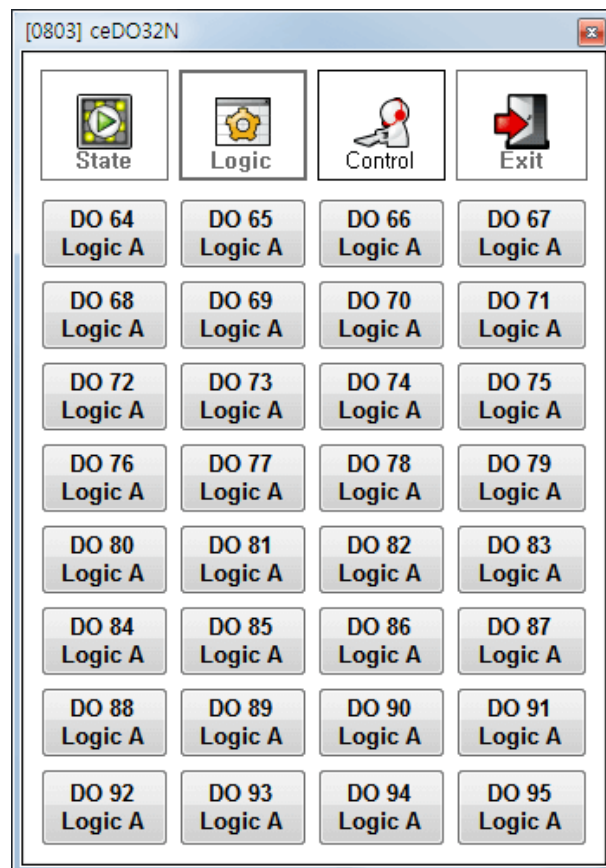 [0803] ceDO32N
State Logic Control Exit
DO 64 DO 65 DO 66 DO 67
Logic A Logic A Logic A Logic A
DO 68 DO 69 DO 70 DO 71
Logic A Logic A Logic A Logic A
DO 72 DO 73 DO 74 DO 75
Logic A Logic A Logic A Logic A
DO 76 DO 77 DO 78 DO 79
Logic A Logic A Logic A Logic A
DO 80 DO 81 DO 82 DO 83
Logic A Logic A Logic A Logic A
DO 84 DO 85 DO 86 DO 87
Logic A Logic A Logic A Logic A
DO 88 DO 89 DO 90 DO 91
Logic A Logic A Logic A Logic A
DO 92 DO 93 DO 94 DO 95
Logic A Logic A Logic A Logic A